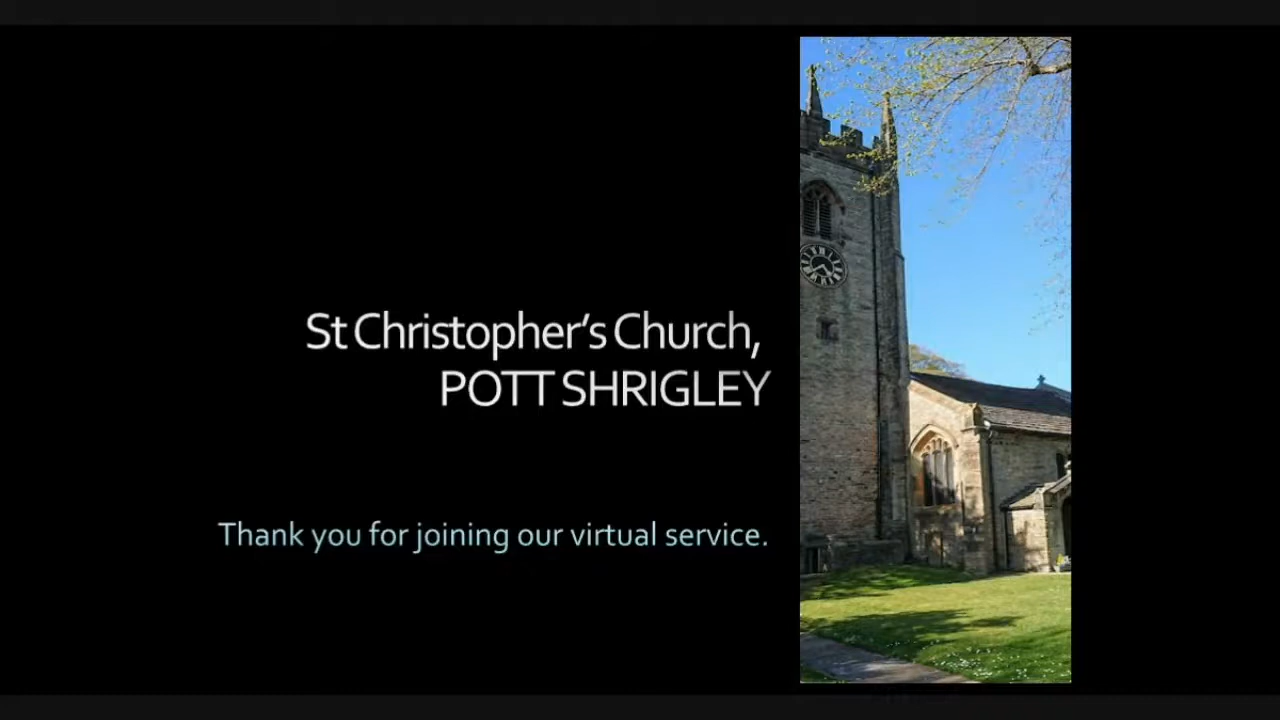 St Christopher’s Church,
POTT SHRIGLEY
Thank you for joining our virtual service.